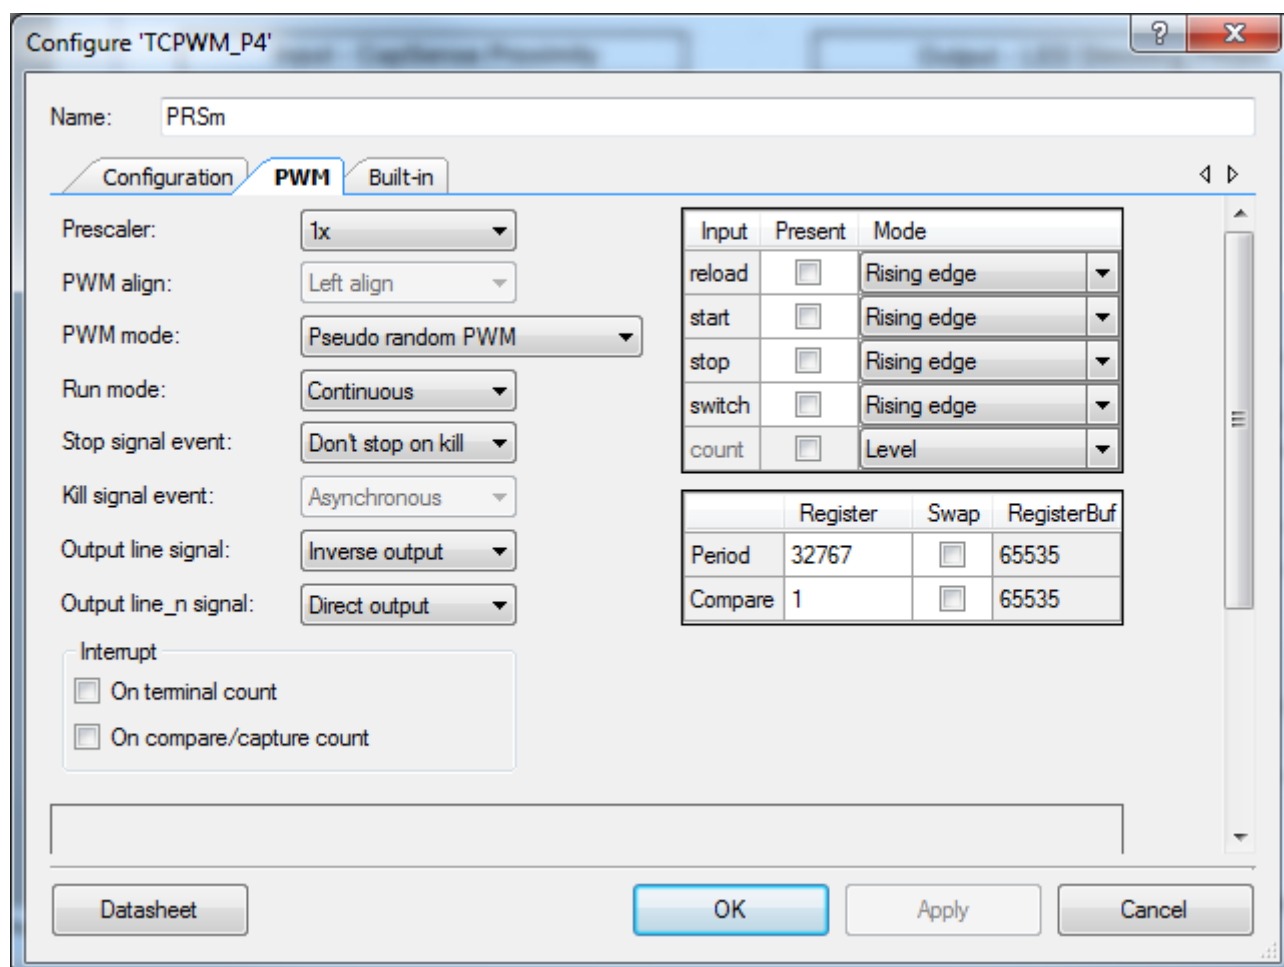 Configure 'TCPWM_P4'
Name: PRSm
Configuration PWM Built-in
Prescaler: 1x
PWM align: Left align
PWM mode: Pseudo random PWM
Run mode: Continuous
Stop signal event: Don't stop on kill
Kill signal event: Asynchronous
Output line signal: Inverse output
Output line_n signal: Direct output
Interrupt
On terminal count
On compare/capture count
Input Present Mode
reload Rising edge
start Rising edge
stop Rising edge
switch Rising edge
count Level
Register Swap RegisterBuf
Period 32767 65535
Compare 1 65535
Datasheet OK Apply Cancel